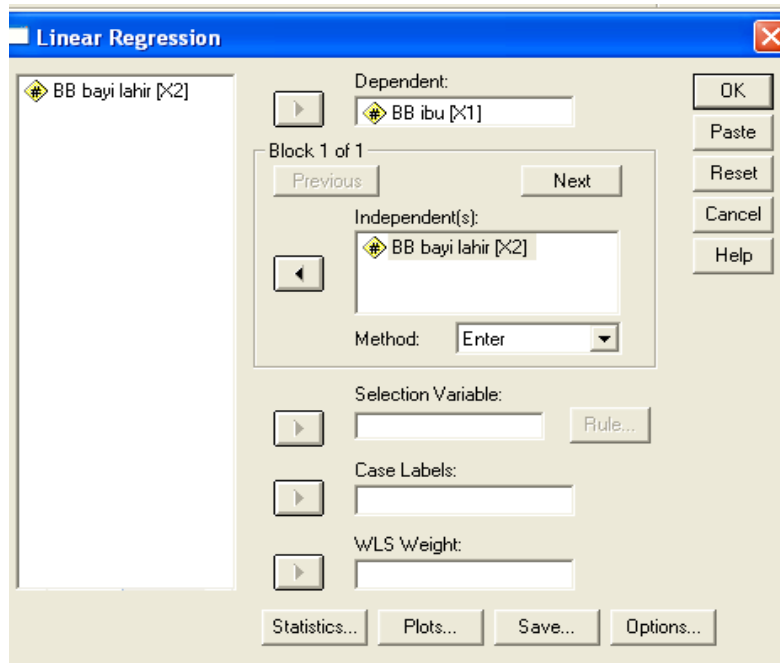 Linear Regression
BB bayi lahir [X2]
Dependent:
BB ibu [X1]
Block 1 of 1
Previous
Next
Independent(s):
BB bayi lahir [X2]
Method:
Enter
Selection Variable:
Rule...
Case Labels:
WLS Weight:
Statistics...
Plots...
Save...
Options...
OK
Paste
Reset
Cancel
Help